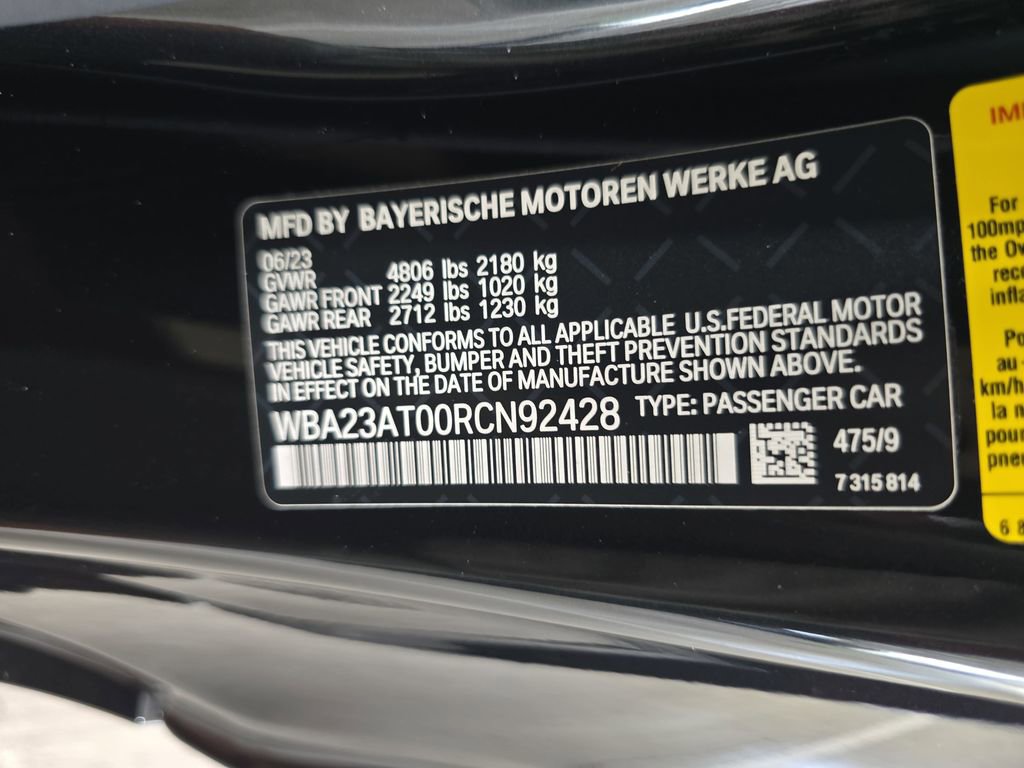 MFD BY BAYERISCHE MOTOREN WERKE AG
06/23
GVWR 4806 lbs 2180 kg
GAWR FRONT 2249 lbs 1020 kg
GAWR REAR 2712 lbs 1230 kg
THIS VEHICLE CONFORMS TO ALL APPLICABLE U.S.FEDERAL MOTOR
VEHICLE SAFETY, BUMPER AND THEFT PREVENTION STANDARDS
IN EFFECT ON THE DATE OF MANUFACTURE SHOWN ABOVE.
WBA23AT00RCN92428 TYPE: PASSENGER CAR
475/9
7 315 814
For
100mp
the Ov
rec
infla
Po
au
km/h
la n
pour
pne
6 8